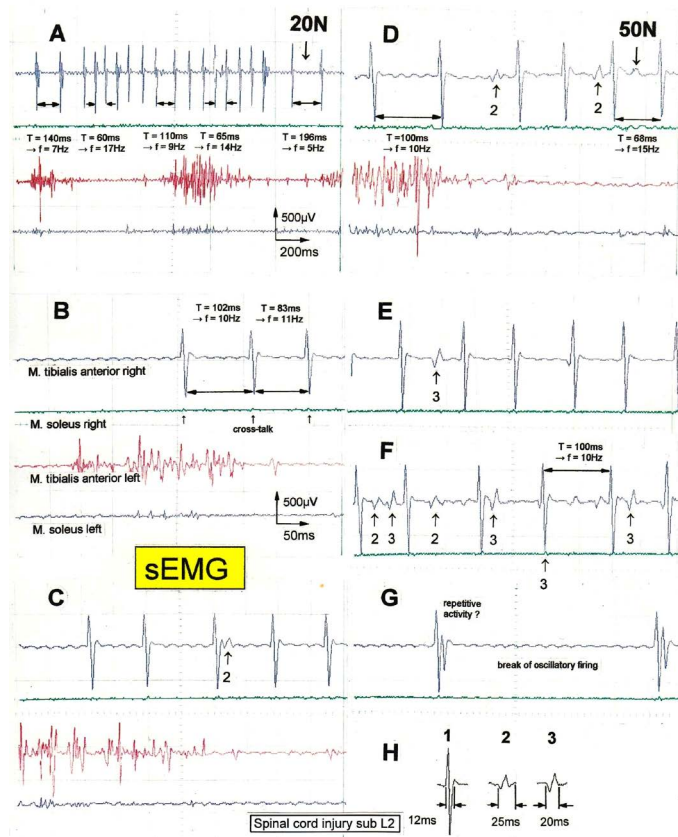 A
20N
T = 140ms
→ f = 7Hz
T = 60ms
→ f = 17Hz
T = 110ms
→ f = 9Hz
T = 65ms
→ f = 14Hz
T = 196ms
→ f = 5Hz
500µV
200ms
D
50N
2
2
T=100ms
→ f = 10Hz
T = 68ms
→ f=15Hz
B
T = 102ms
→ f = 10Hz
T = 83ms
→ f = 11Hz
M. tibialis anterior right
M. soleus right
cross-talk
M. tibialis anterior left
M. soleus left
500µV
50ms
sEMG
E
3
F
T = 100ms
→ f = 10Hz
2 3 2 3 3
3
C
2
Spinal cord injury sub L2
G
repetitive
activity ?
break of oscillatory firing
H
1 2 3
12ms
25ms
20ms